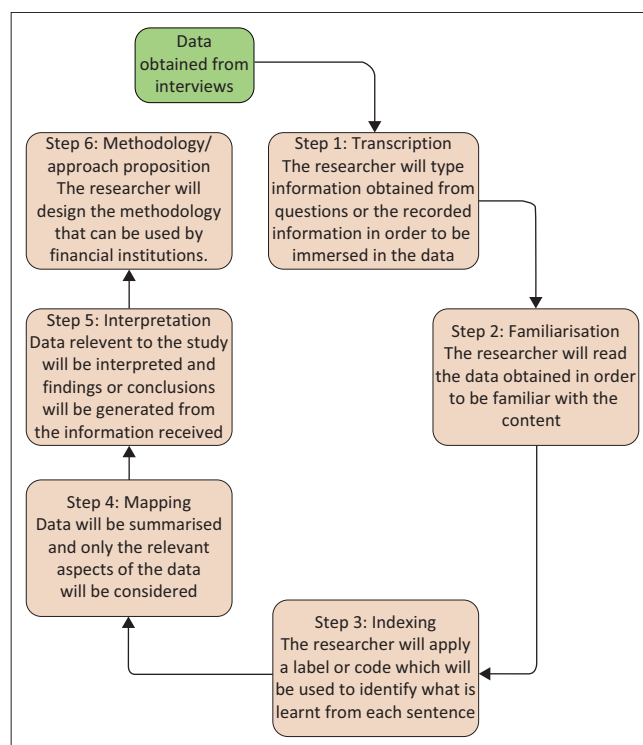 Data
obtained from
interviews
Step 1: Transcription
The researcher will type
information obtained from
questions or the recorded
information in order to be
immersed in the data
Step 2: Familiarisation
The researcher will read
the data obtained in order
to be familiar with the
content
Step 3: Indexing
The researcher will apply
a label or code which will
be used to identify what is
learnt from each sentence
Step 4: Mapping
Data will be summarised
and only the relevant
aspects of the data
will be considered
Step 5: Interpretation
Data relevent to the study
will be interpreted and
findings or conclusions
will be generated from
the information received
Step 6: Methodology/
approach proposition
The researcher will
design the methodology
that can be used by
financial institutions.